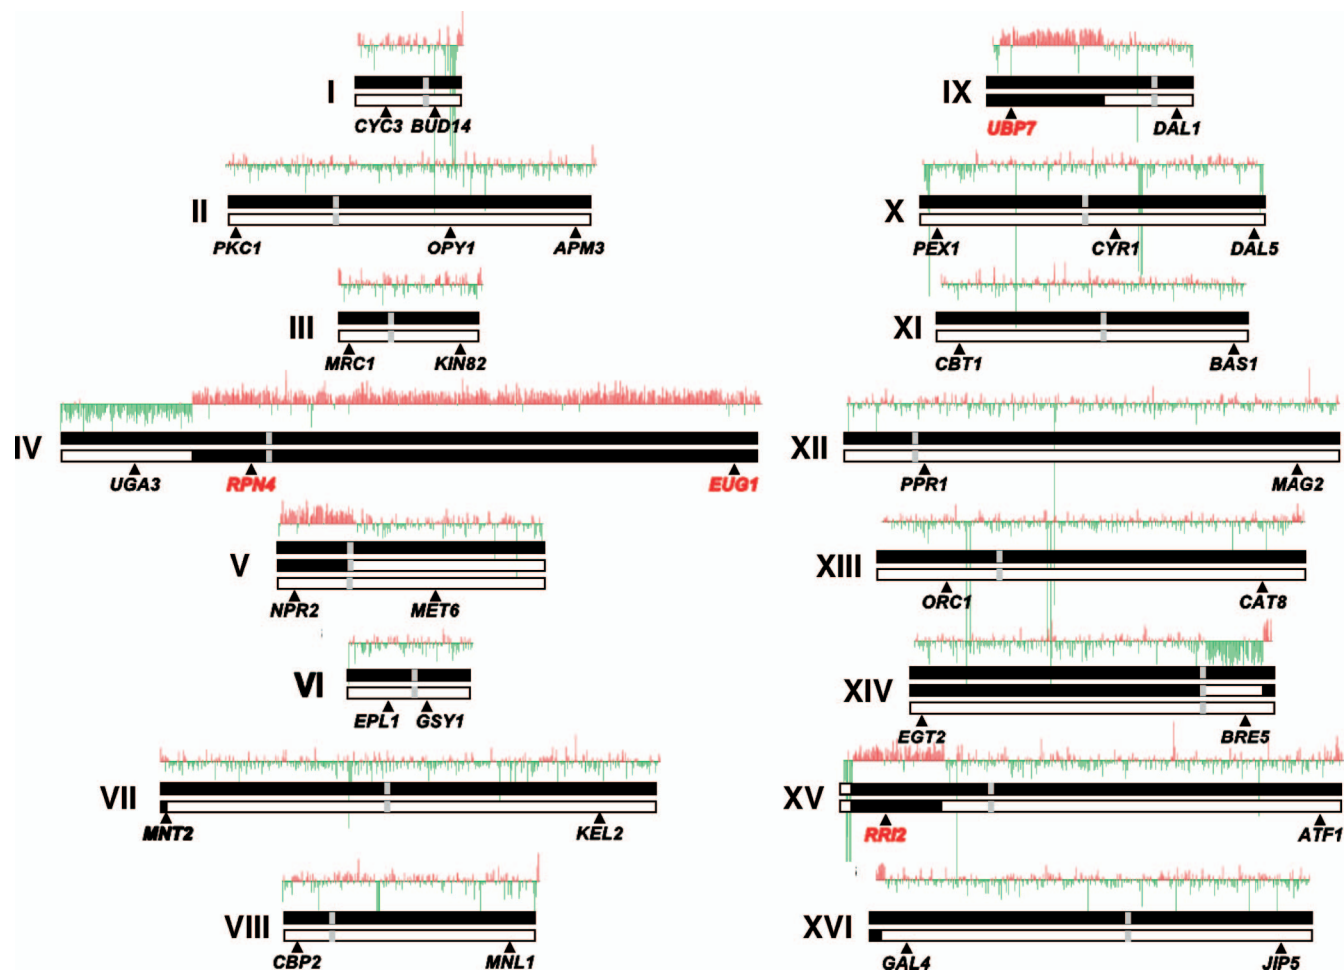 I
CYC3 BUD14
II
PKC1 OPY1 APM3
III
MRC1 KIN82
IV
UGA3 RPN4 EUG1
V
NPR2 MET6
VI
EPL1 GSY1
VII
MNT2 KEL2
VIII
CBP2 MNL1
IX
UBP7 DAL1
X
PEX1 CYR1 DAL5
XI
CBT1 BAS1
XII
PPR1 MAG2
XIII
ORC1 CAT8
XIV
EGT2 BRE5
XV
RRI2 ATF1
XVI
GAL4 JIP5